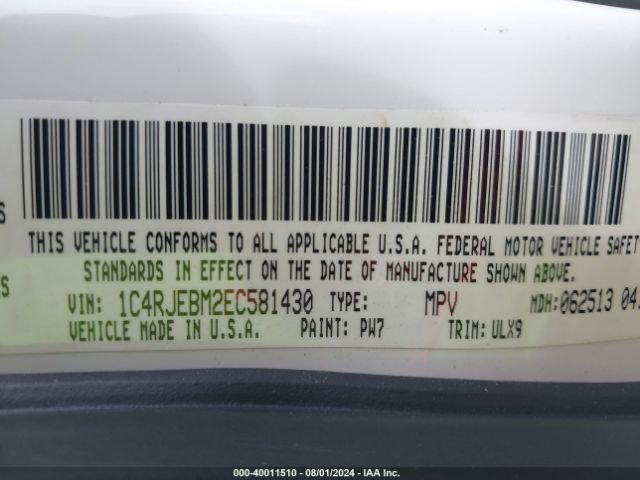 S
THIS VEHICLE CONFORMS TO ALL APPLICABLE U.S.A. FEDERAL MOTOR VEHICLE SAFET
STANDARDS IN EFFECT ON THE DATE OF MANUFACTURE SHOWN ABOVE.
S
VIN: 1C4RJEBM2EC581430 TYPE: MPV MDH:062513 04
VEHICLE MADE IN U.S.A. PAINT: PW7 TRIM: ULX9
000-40011510 - 08/01/2024 - IAA Inc.